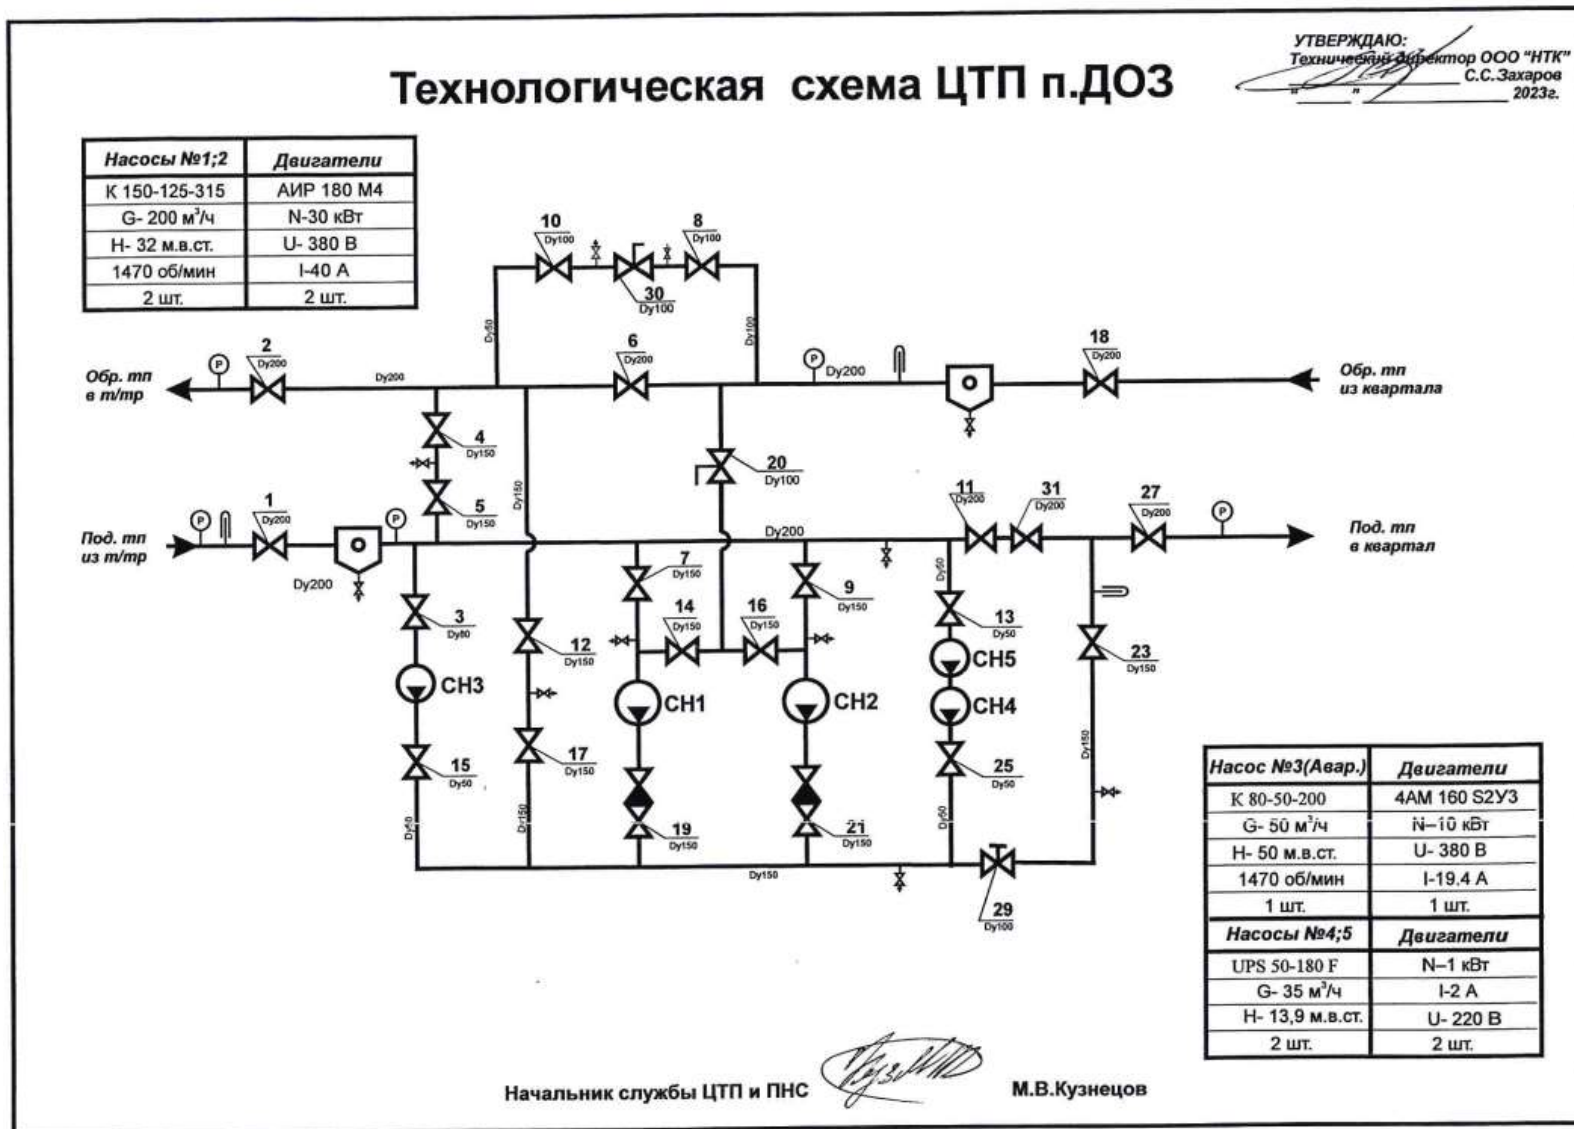 УТВЕРЖДАЮ:
Технический директор ООО "НТК"
С.С.Захаров
" " 2023г.
Технологическая схема ЦТП п.ДОЗ
Насосы №1;2 Двигатели
К 150-125-315 АИР 180 М4
G- 200 м³/ч N-30 кВт
Н- 32 м.в.ст. U- 380 В
1470 об/мин I-40 А
2 шт. 2 шт.
10
Dy100
8
Dy100
30
Dy100
Dy50
Dy100
2
Dy200
6
Dy200
18
Dy200
P
Dy200
P
Dy200
Обр. тп
в т/тр
Обр. тп
из квартала
4
Dy150
20
Dy100
5
Dy150
Dy150
1
Dy200
11
Dy200
31
Dy200
27
Dy200
P
P
P
Под. тп
из т/тр
Dy200
Dy200
Под. тп
в квартал
7
Dy150
9
Dy150
Dy50
3
Dy80
14
Dy150
16
Dy150
13
Dy50
12
Dy150
23
Dy150
СН3
СН1
СН2
СН5
СН4
15
Dy50
17
Dy150
25
Dy50
Dy150
19
Dy150
21
Dy150
Dy50
Dy150
Dy50
Dy150
29
Dy100
Насос №3(Авар.) Двигатели
К 80-50-200 4АМ 160 S2У3
G- 50 м³/ч N–10 кВт
Н- 50 м.в.ст. U- 380 В
1470 об/мин I-19.4 А
1 шт. 1 шт.
Насосы №4;5 Двигатели
UPS 50-180 F N–1 кВт
G- 35 м³/ч I-2 А
Н- 13,9 м.в.ст. U- 220 В
2 шт. 2 шт.
Начальник службы ЦТП и ПНС М.В.Кузнецов